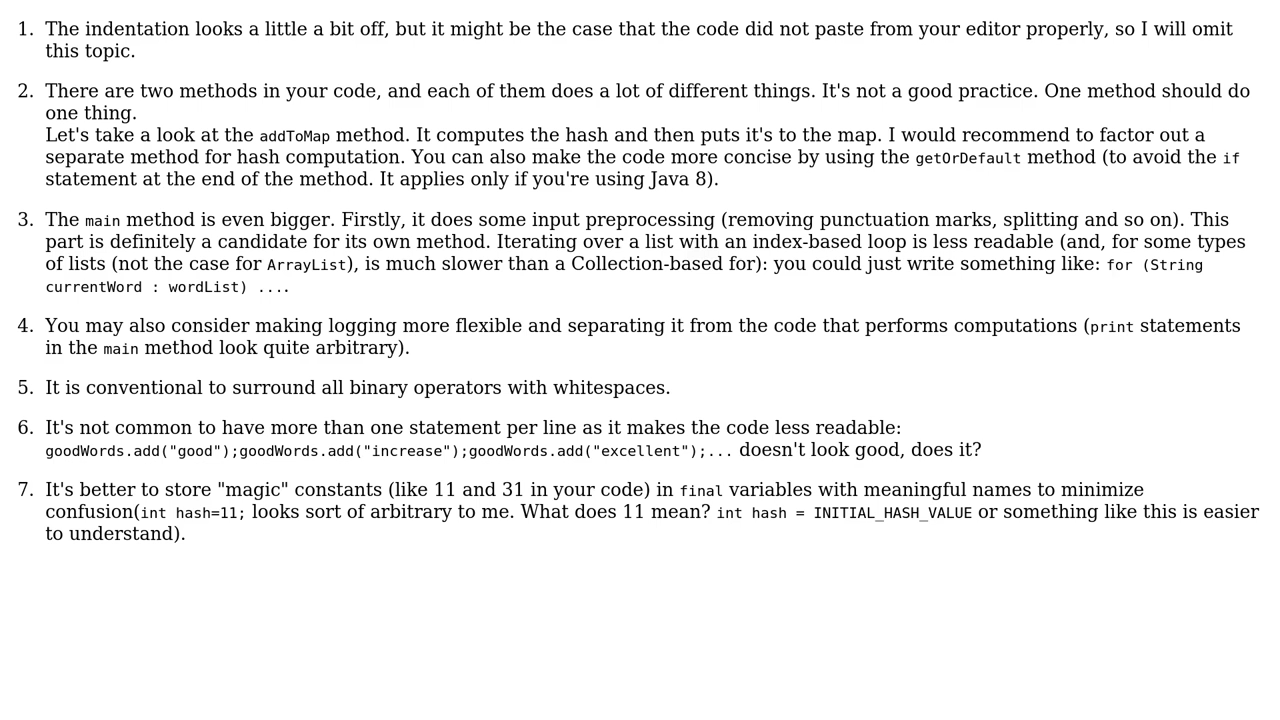 1. The indentation looks a little a bit off, but it might be the case that the code did not paste from your editor properly, so I will omit
this topic.
2. There are two methods in your code, and each of them does a lot of different things. It's not a good practice. One method should do
one thing.
Let's take a look at the addToMap method. It computes the hash and then puts it's to the map. I would recommend to factor out a
separate method for hash computation. You can also make the code more concise by using the getOrDefault method (to avoid the if
statement at the end of the method. It applies only if you're using Java 8).
3. The main method is even bigger. Firstly, it does some input preprocessing (removing punctuation marks, splitting and so on). This
part is definitely a candidate for its own method. Iterating over a list with an index-based loop is less readable (and, for some types
of lists (not the case for ArrayList), is much slower than a Collection-based for): you could just write something like: for (String
currentWord : wordList) ....
4. You may also consider making logging more flexible and separating it from the code that performs computations (print statements
in the main method look quite arbitrary).
5. It is conventional to surround all binary operators with whitespaces.
6. It's not common to have more than one statement per line as it makes the code less readable:
goodWords.add("good");goodWords.add("increase");goodWords.add("excellent");... doesn't look good, does it?
7. It's better to store "magic" constants (like 11 and 31 in your code) in final variables with meaningful names to minimize
confusion(int hash=11; looks sort of arbitrary to me. What does 11 mean? int hash = INITIAL_HASH_VALUE or something like this is easier
to understand).